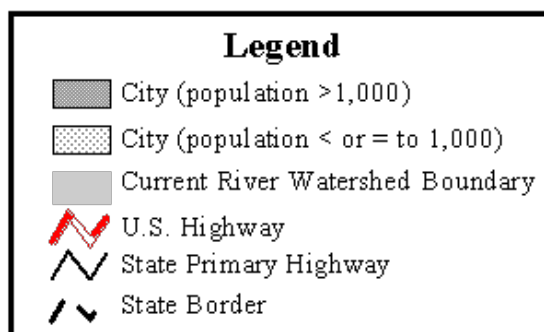 Legend
City (population >1,000)
City (population < or = to 1,000)
Current River Watershed Boundary
U.S. Highway
State Primary Highway
State Border